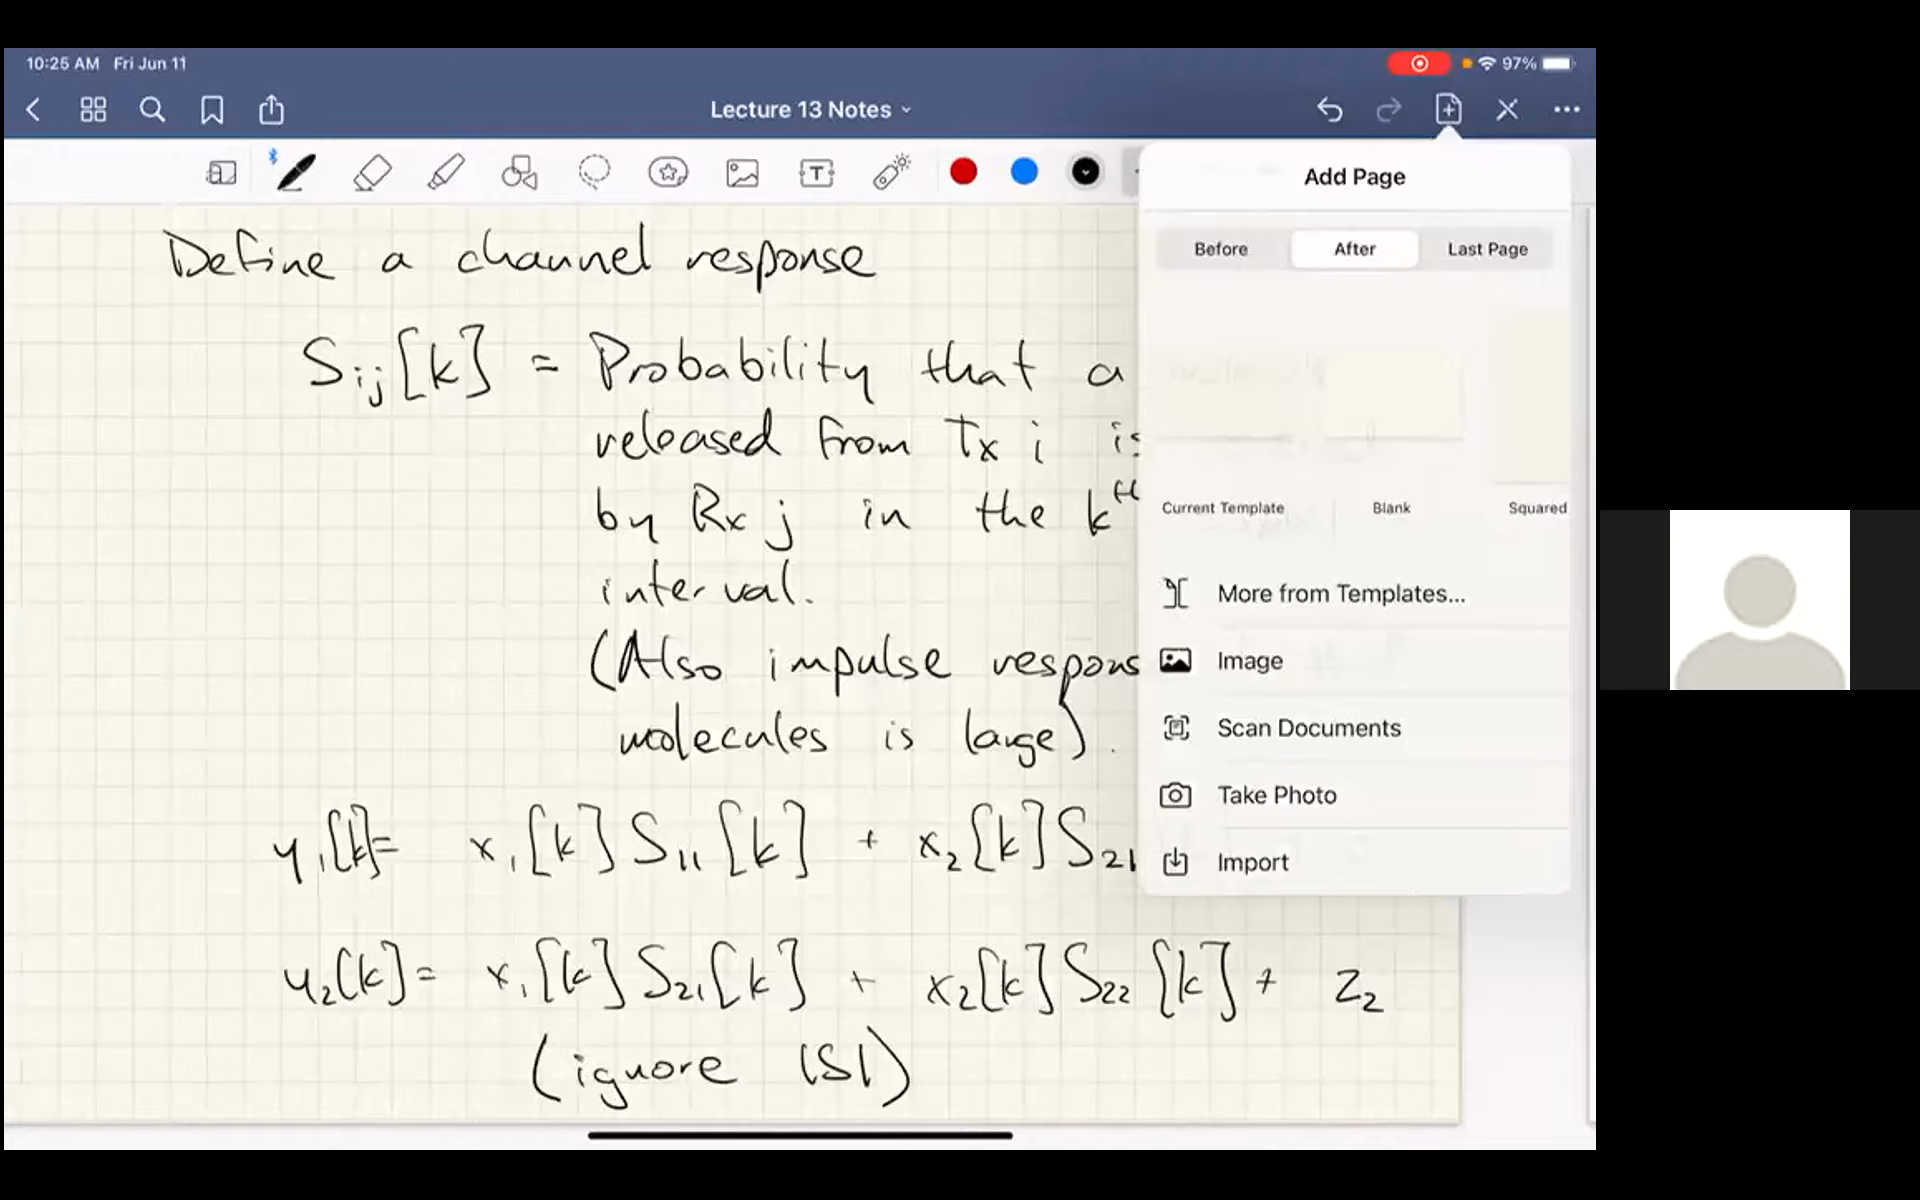 10:25 AM Fri Jun 11
97%
Lecture 13 Notes
T
Add Page
Before After Last Page
Current Template Blank Squared
More from Templates...
Image
Scan Documents
Take Photo
Import
Define a channel response
Sij[k] = Probability that a
released from Tx i is
by Rx j in the k^th
interval.
(Also impulse respons
molecules is large).
y1[k]= x1[k] S11[k] + x2[k] S21
y2[k]= x1[k] S21[k] + x2[k] S22[k] + Z2
(ignore ISI)